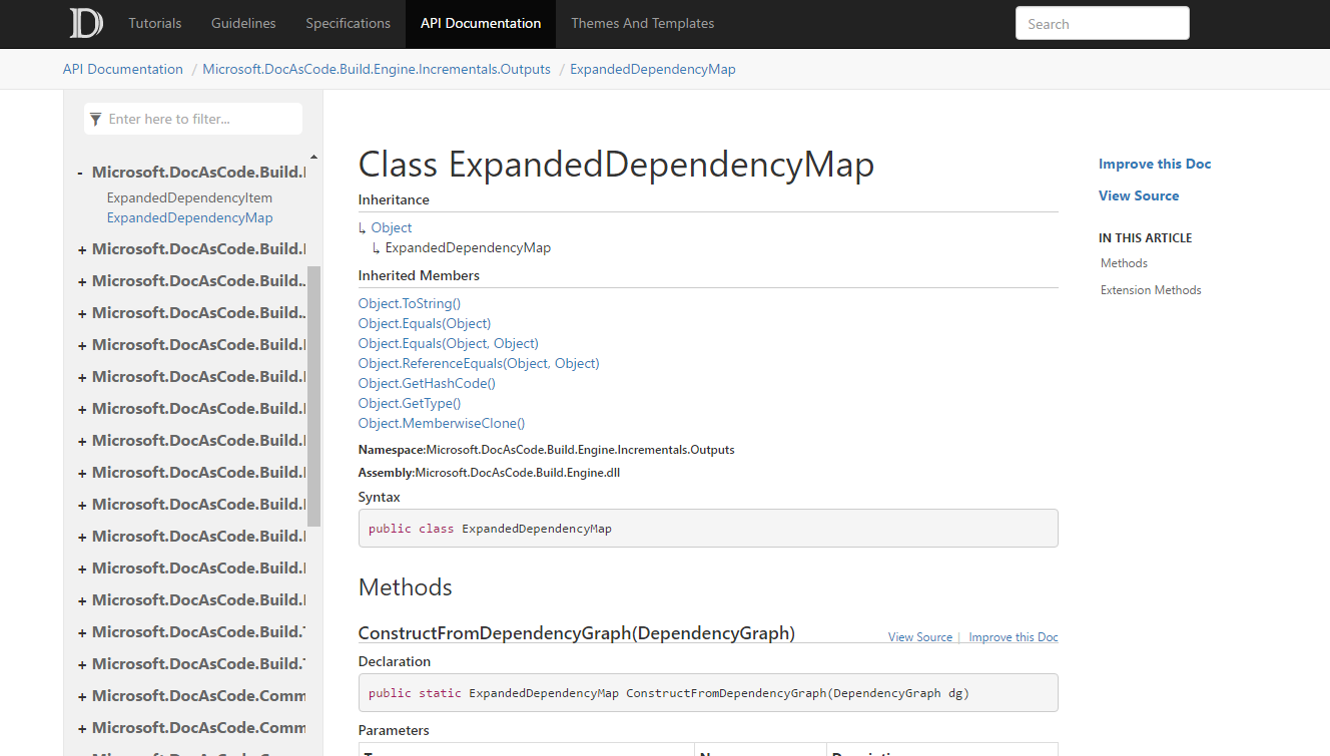 Tutorials Guidelines Specifications API Documentation Themes And Templates Search
API Documentation / Microsoft.DocAsCode.Build.Engine.Incrementals.Outputs / ExpandedDependencyMap
Enter here to filter...
- Microsoft.DocAsCode.Build.
ExpandedDependencyItem
ExpandedDependencyMap
+ Microsoft.DocAsCode.Build.
+ Microsoft.DocAsCode.Build..
+ Microsoft.DocAsCode.Build..
+ Microsoft.DocAsCode.Build.
+ Microsoft.DocAsCode.Build.
+ Microsoft.DocAsCode.Build.
+ Microsoft.DocAsCode.Build.
+ Microsoft.DocAsCode.Build.
+ Microsoft.DocAsCode.Build.
+ Microsoft.DocAsCode.Build.
+ Microsoft.DocAsCode.Build.
+ Microsoft.DocAsCode.Build.
+ Microsoft.DocAsCode.Build.
+ Microsoft.DocAsCode.Build.
+ Microsoft.DocAsCode.Comm
+ Microsoft.DocAsCode.Comm
Class ExpandedDependencyMap
Inheritance
↳ Object
↳ ExpandedDependencyMap
Inherited Members
Object.ToString()
Object.Equals(Object)
Object.Equals(Object, Object)
Object.ReferenceEquals(Object, Object)
Object.GetHashCode()
Object.GetType()
Object.MemberwiseClone()
Namespace:Microsoft.DocAsCode.Build.Engine.Incrementals.Outputs
Assembly:Microsoft.DocAsCode.Build.Engine.dll
Syntax
public class ExpandedDependencyMap
Methods
ConstructFromDependencyGraph(DependencyGraph)
View Source | Improve this Doc
Declaration
public static ExpandedDependencyMap ConstructFromDependencyGraph(DependencyGraph dg)
Parameters
Improve this Doc
View Source
IN THIS ARTICLE
Methods
Extension Methods